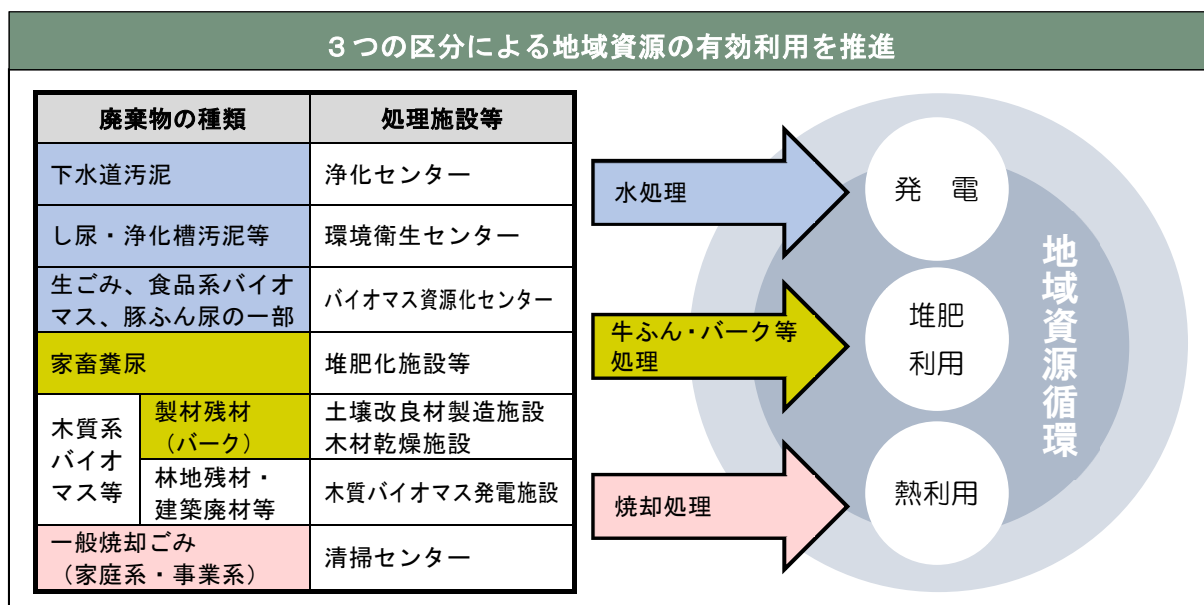 ３つの区分による地域資源の有効利用を推進
廃棄物の種類
処理施設等
下水道汚泥
浄化センター
し尿・浄化槽汚泥等
環境衛生センター
生ごみ、食品系バイオ
マス、豚ふん尿の一部
バイオマス資源化センター
家畜糞尿
堆肥化施設等
木質系
バイオ
マス等
製材残材
（バーク）
土壌改良材製造施設
木材乾燥施設
林地残材・
建築廃材等
木質バイオマス発電施設
一般焼却ごみ
（家庭系・事業系）
清掃センター
水処理
牛ふん・バーク等
処理
焼却処理
発　電
堆肥
利用
熱利用
地域資源循環